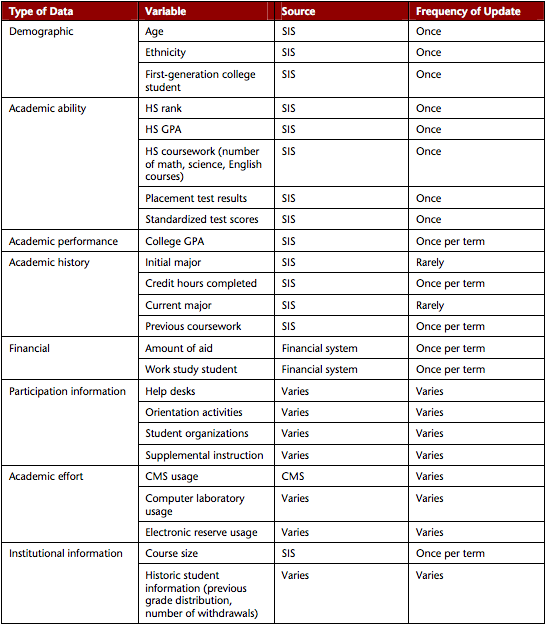 Type of Data Variable Source Frequency of Update
Demographic Age SIS Once
Ethnicity SIS Once
First-generation college SIS Once
student
Academic ability HS rank SIS Once
HS GPA SIS Once
HS coursework (number SIS Once
of math, science, English
courses)
Placement test results SIS Once
Standardized test scores SIS Once
Academic performance College GPA SIS Once per term
Academic history Initial major SIS Rarely
Credit hours completed SIS Once per term
Current major SIS Rarely
Previous coursework SIS Once per term
Financial Amount of aid Financial system Once per term
Work study student Financial system Once per term
Participation information Help desks Varies Varies
Orientation activities Varies Varies
Student organizations Varies Varies
Supplemental instruction Varies Varies
Academic effort CMS usage CMS Varies
Computer laboratory Varies Varies
usage
Electronic reserve usage Varies Varies
Institutional information Course size SIS Once per term
Historic student Varies Varies
information (previous
grade distribution,
number of withdrawals)